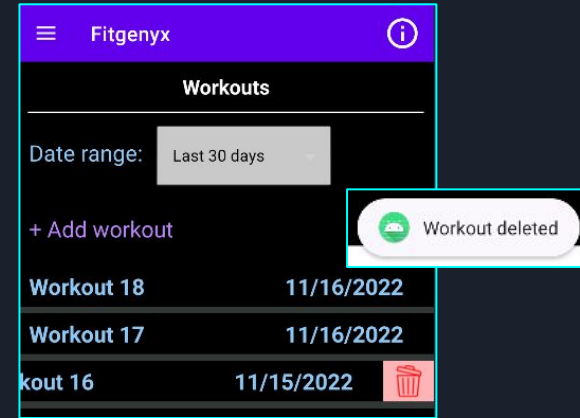 Fitgenyx
Workouts
Date range: Last 30 days
+ Add workout
Workout deleted
Workout 18 11/16/2022
Workout 17 11/16/2022
kout 16 11/15/2022